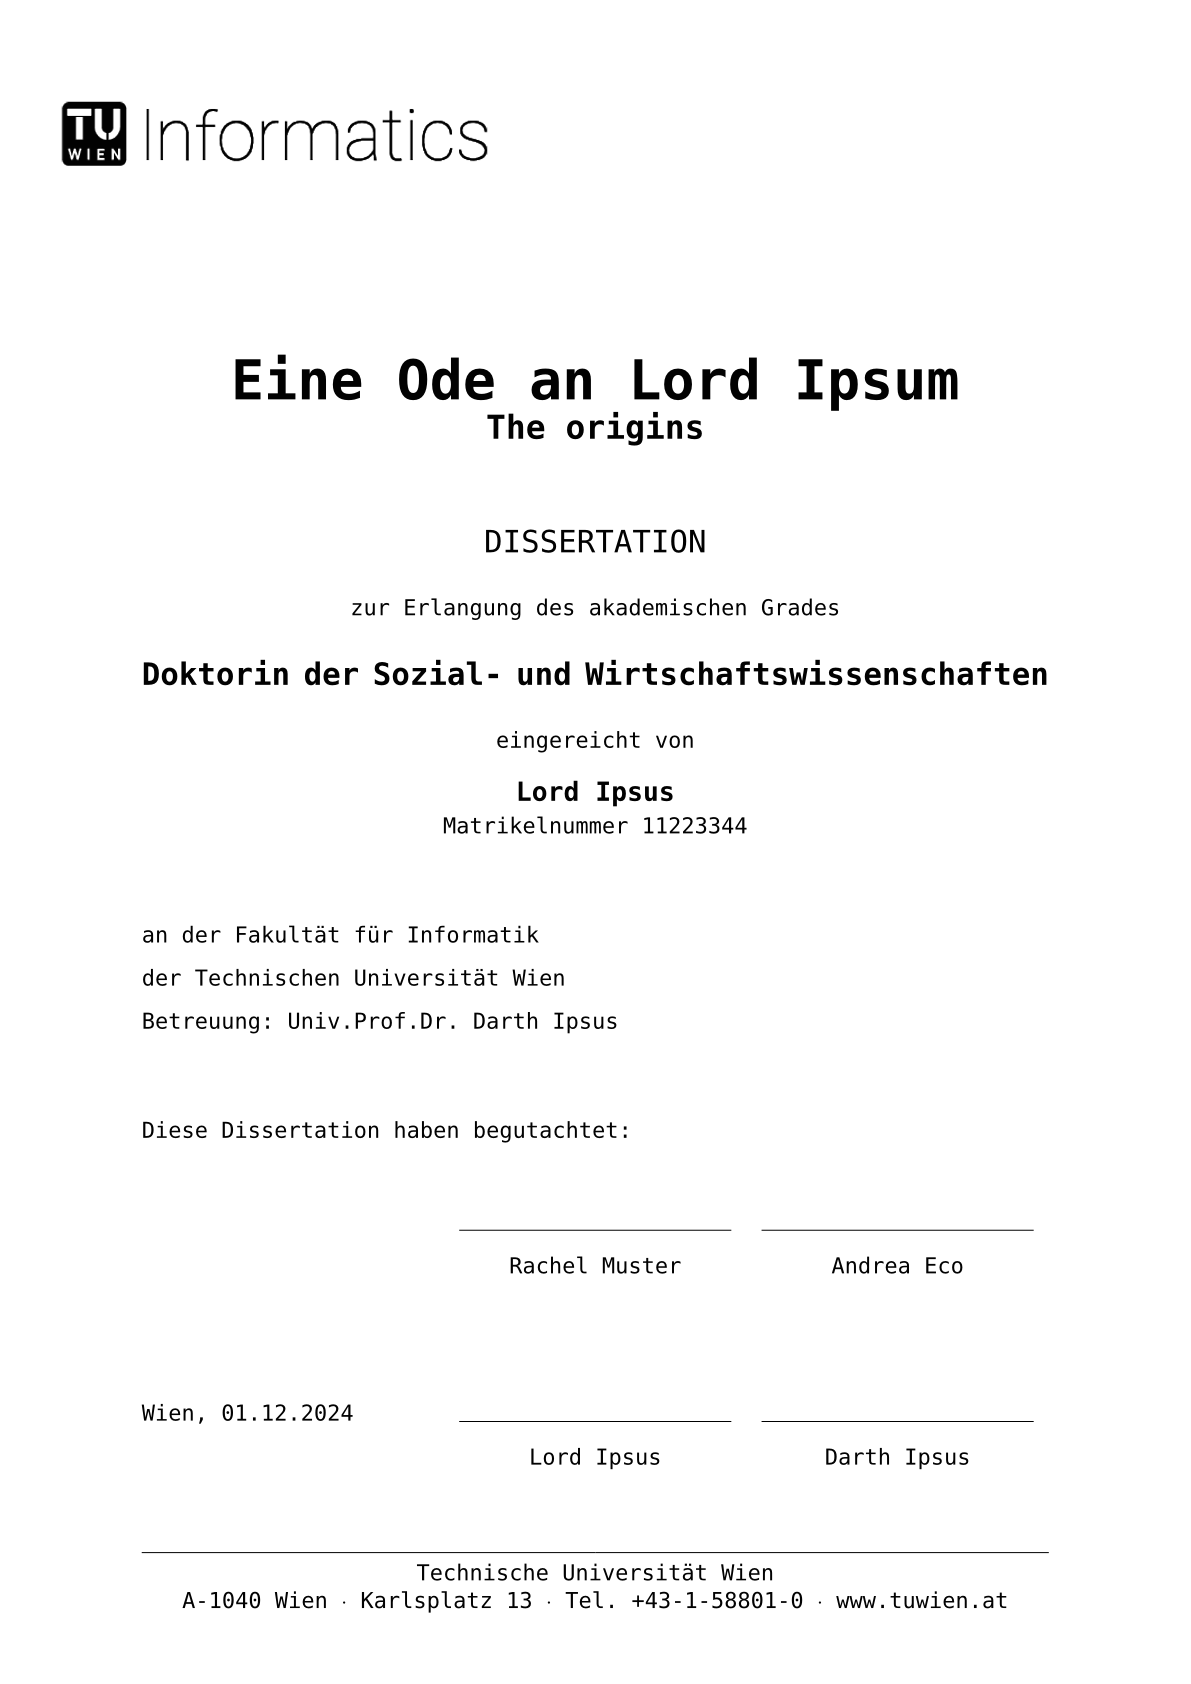 TU
WIEN
Informatics
Eine Ode an Lord Ipsum
The origins
DISSERTATION
zur Erlangung des akademischen Grades
Doktorin der Sozial- und Wirtschaftswissenschaften
eingereicht von
Lord Ipsus
Matrikelnummer 11223344
an der Fakultät für Informatik
der Technischen Universität Wien
Betreuung: Univ.Prof.Dr. Darth Ipsus
Diese Dissertation haben begutachtet:
Rachel Muster Andrea Eco
Wien, 01.12.2024
Lord Ipsus Darth Ipsus
Technische Universität Wien
A-1040 Wien · Karlsplatz 13 · Tel. +43-1-58801-0 · www.tuwien.at